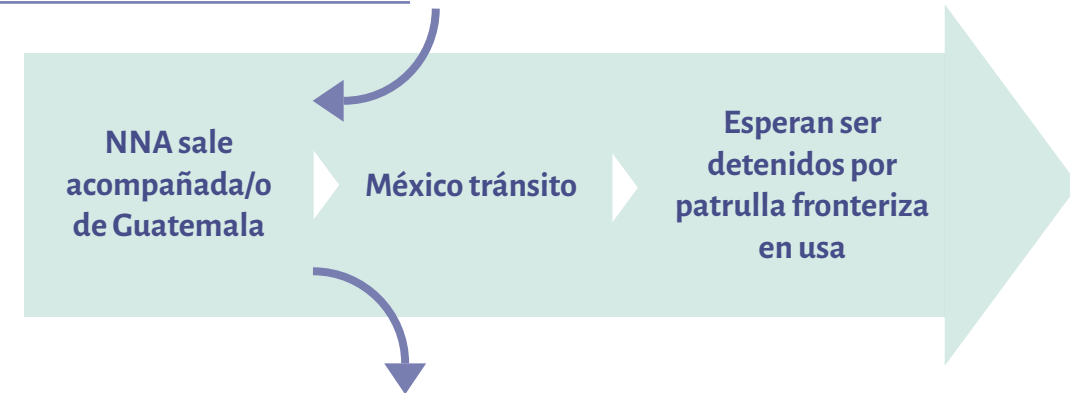 NNA sale
acompañada/o
de Guatemala
México tránsito
Esperan ser
detenidos por
patrulla fronteriza
en usa